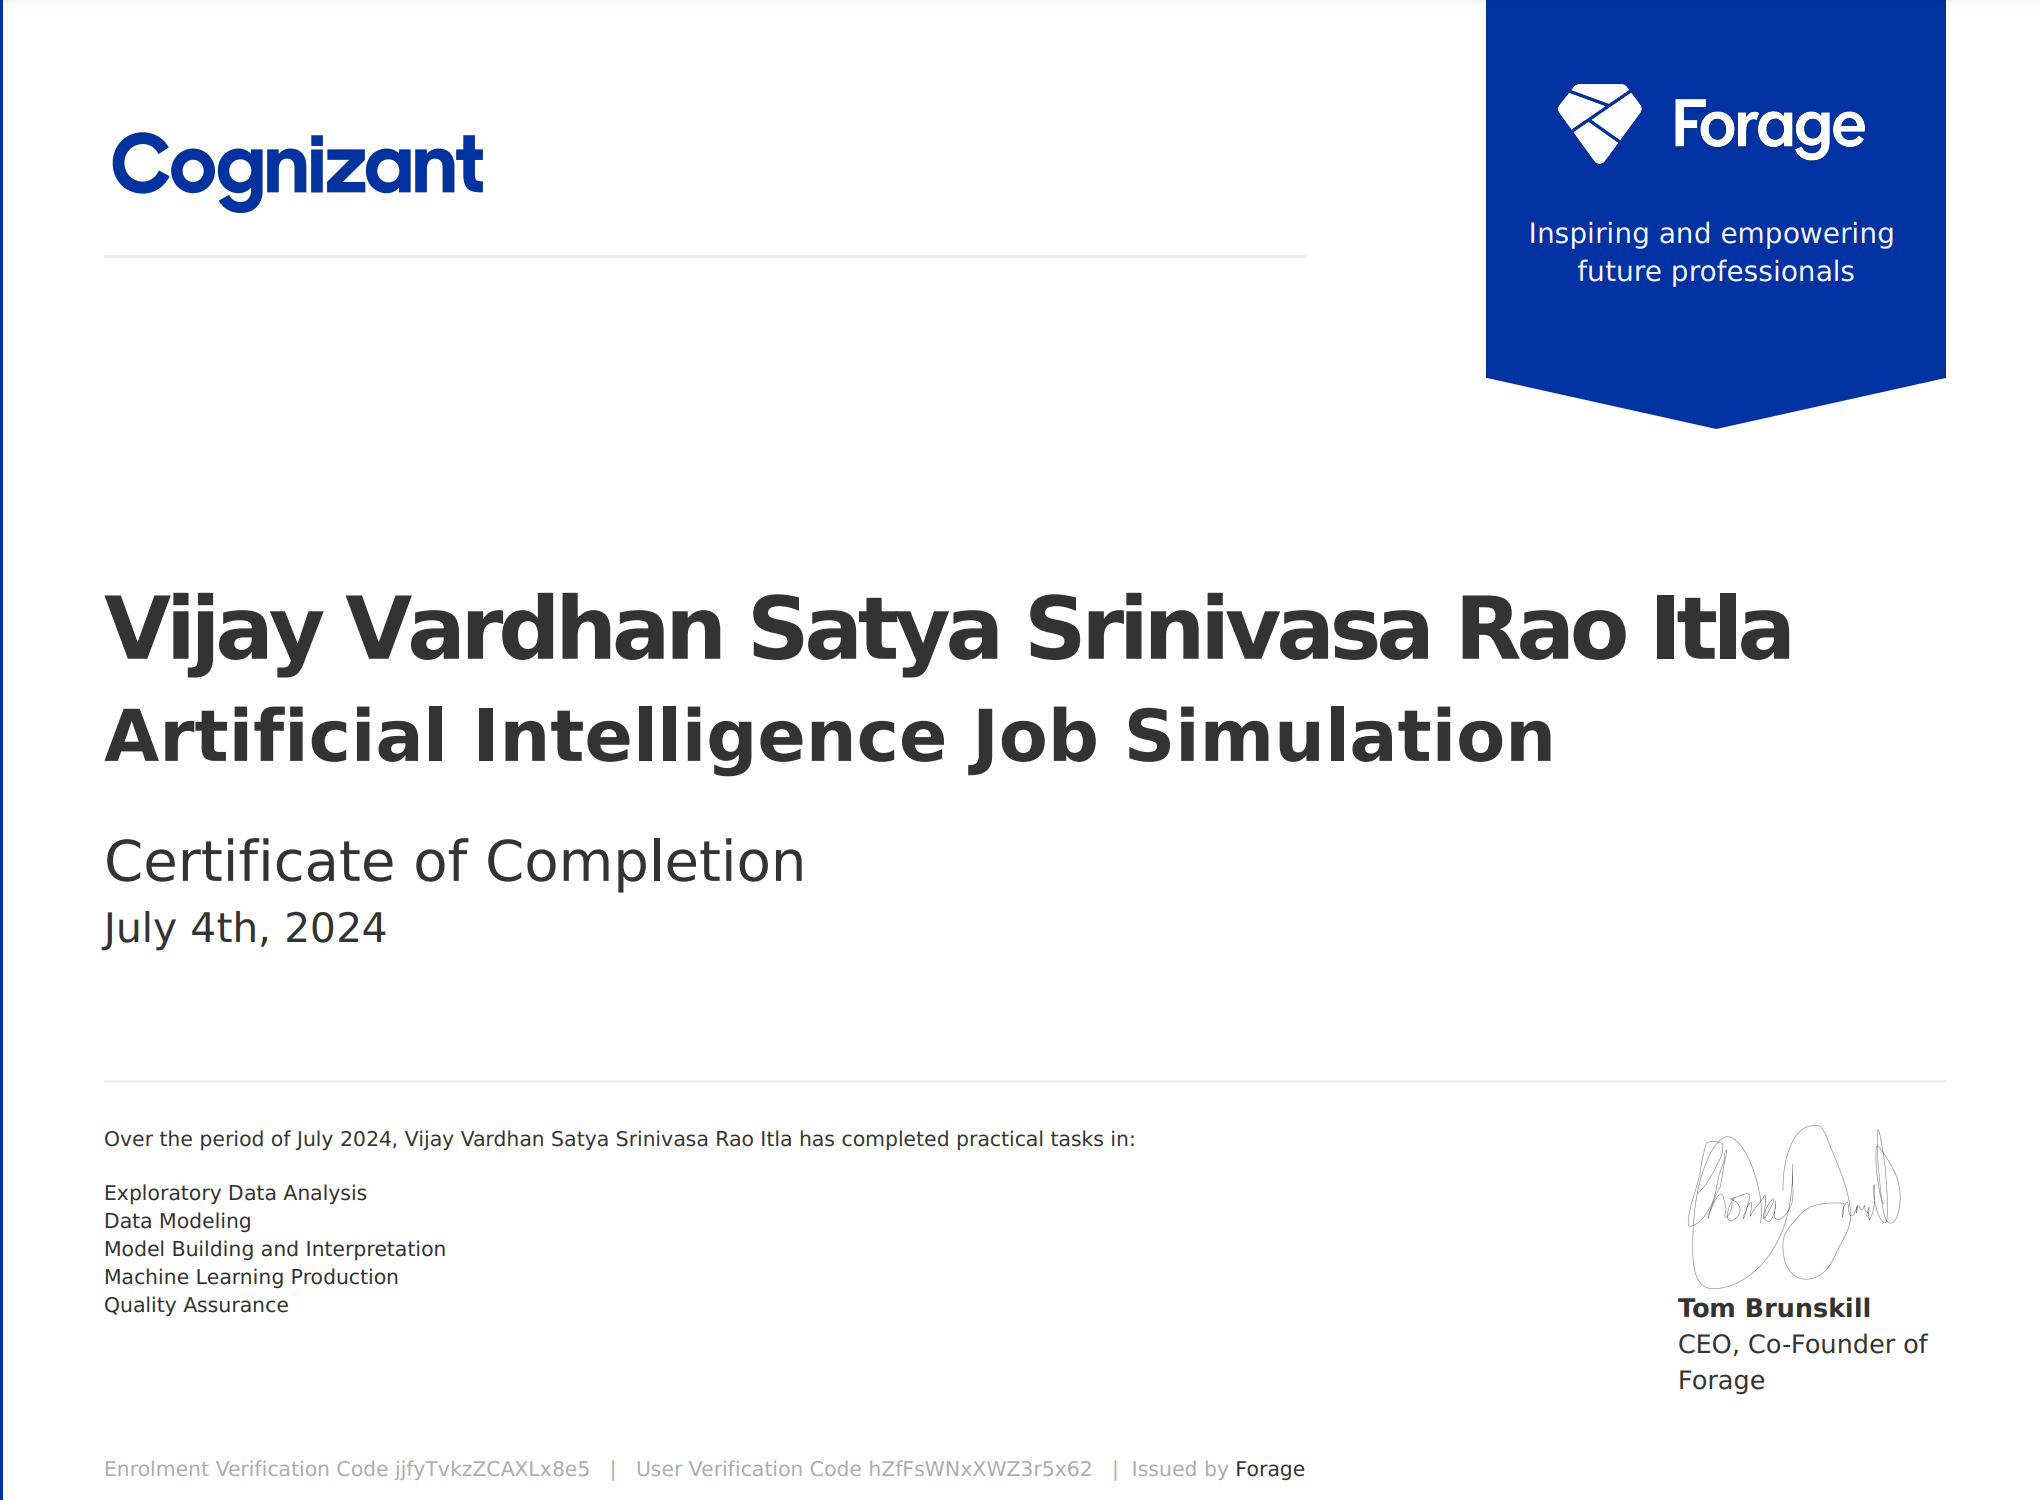 Cognizant
Forage
Inspiring and empowering
future professionals
Vijay Vardhan Satya Srinivasa Rao Itla
Artificial Intelligence Job Simulation
Certificate of Completion
July 4th, 2024
Over the period of July 2024, Vijay Vardhan Satya Srinivasa Rao Itla has completed practical tasks in:
Exploratory Data Analysis
Data Modeling
Model Building and Interpretation
Machine Learning Production
Quality Assurance
Tom Brunskill
CEO, Co-Founder of
Forage
Enrolment Verification Code jjfyTvkzZCAXLx8e5 | User Verification Code hZfFsWNxXWZ3r5x62 | Issued by Forage